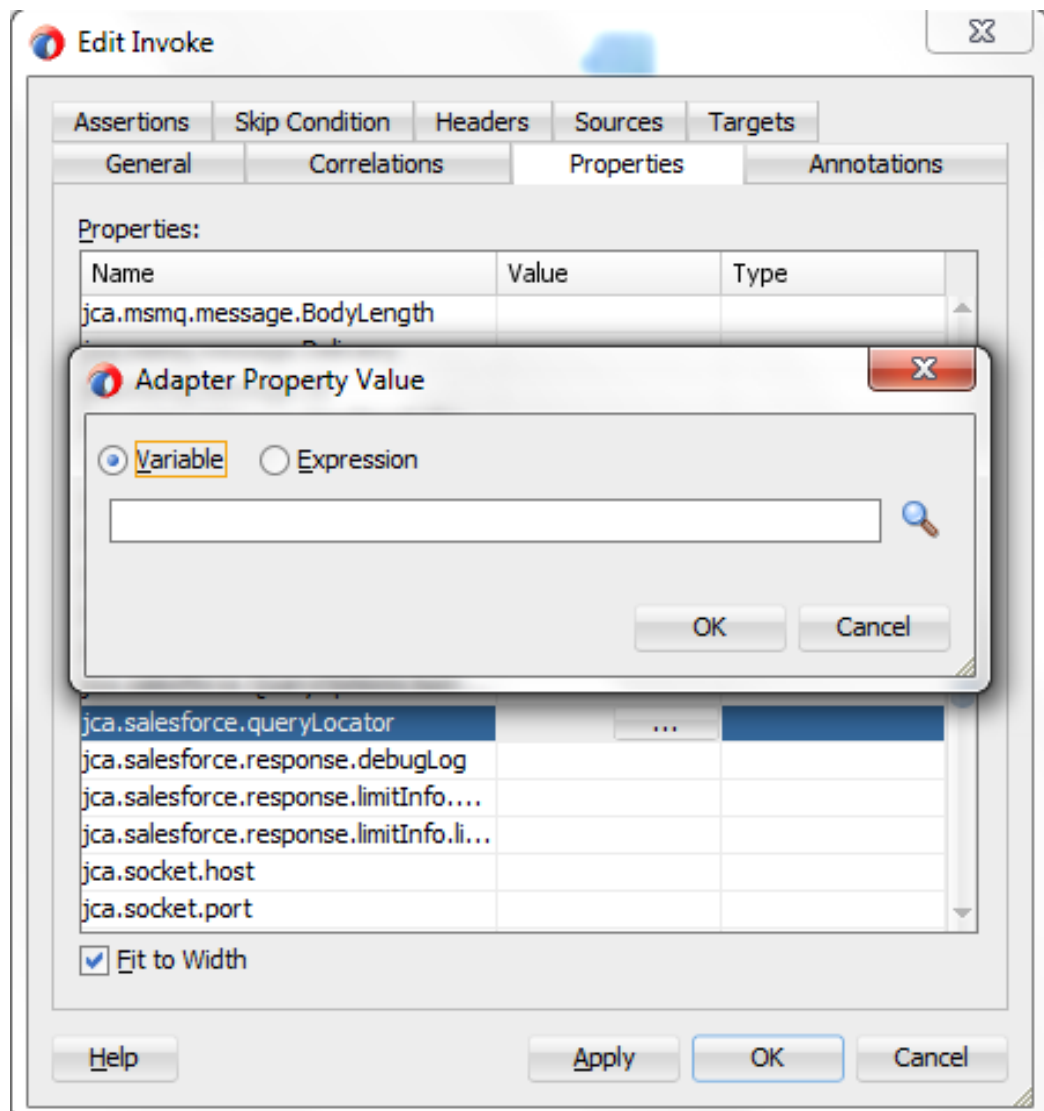 Edit Invoke
Assertions Skip Condition Headers Sources Targets
General Correlations Properties Annotations
Properties:
Name Value Type
jca.msmq.message.BodyLength
Adapter Property Value
Variable Expression
OK Cancel
jca.salesforce.queryLocator ...
jca.salesforce.response.debugLog
jca.salesforce.response.limitInfo....
jca.salesforce.response.limitInfo.li...
jca.socket.host
jca.socket.port
Fit to Width
Help Apply OK Cancel